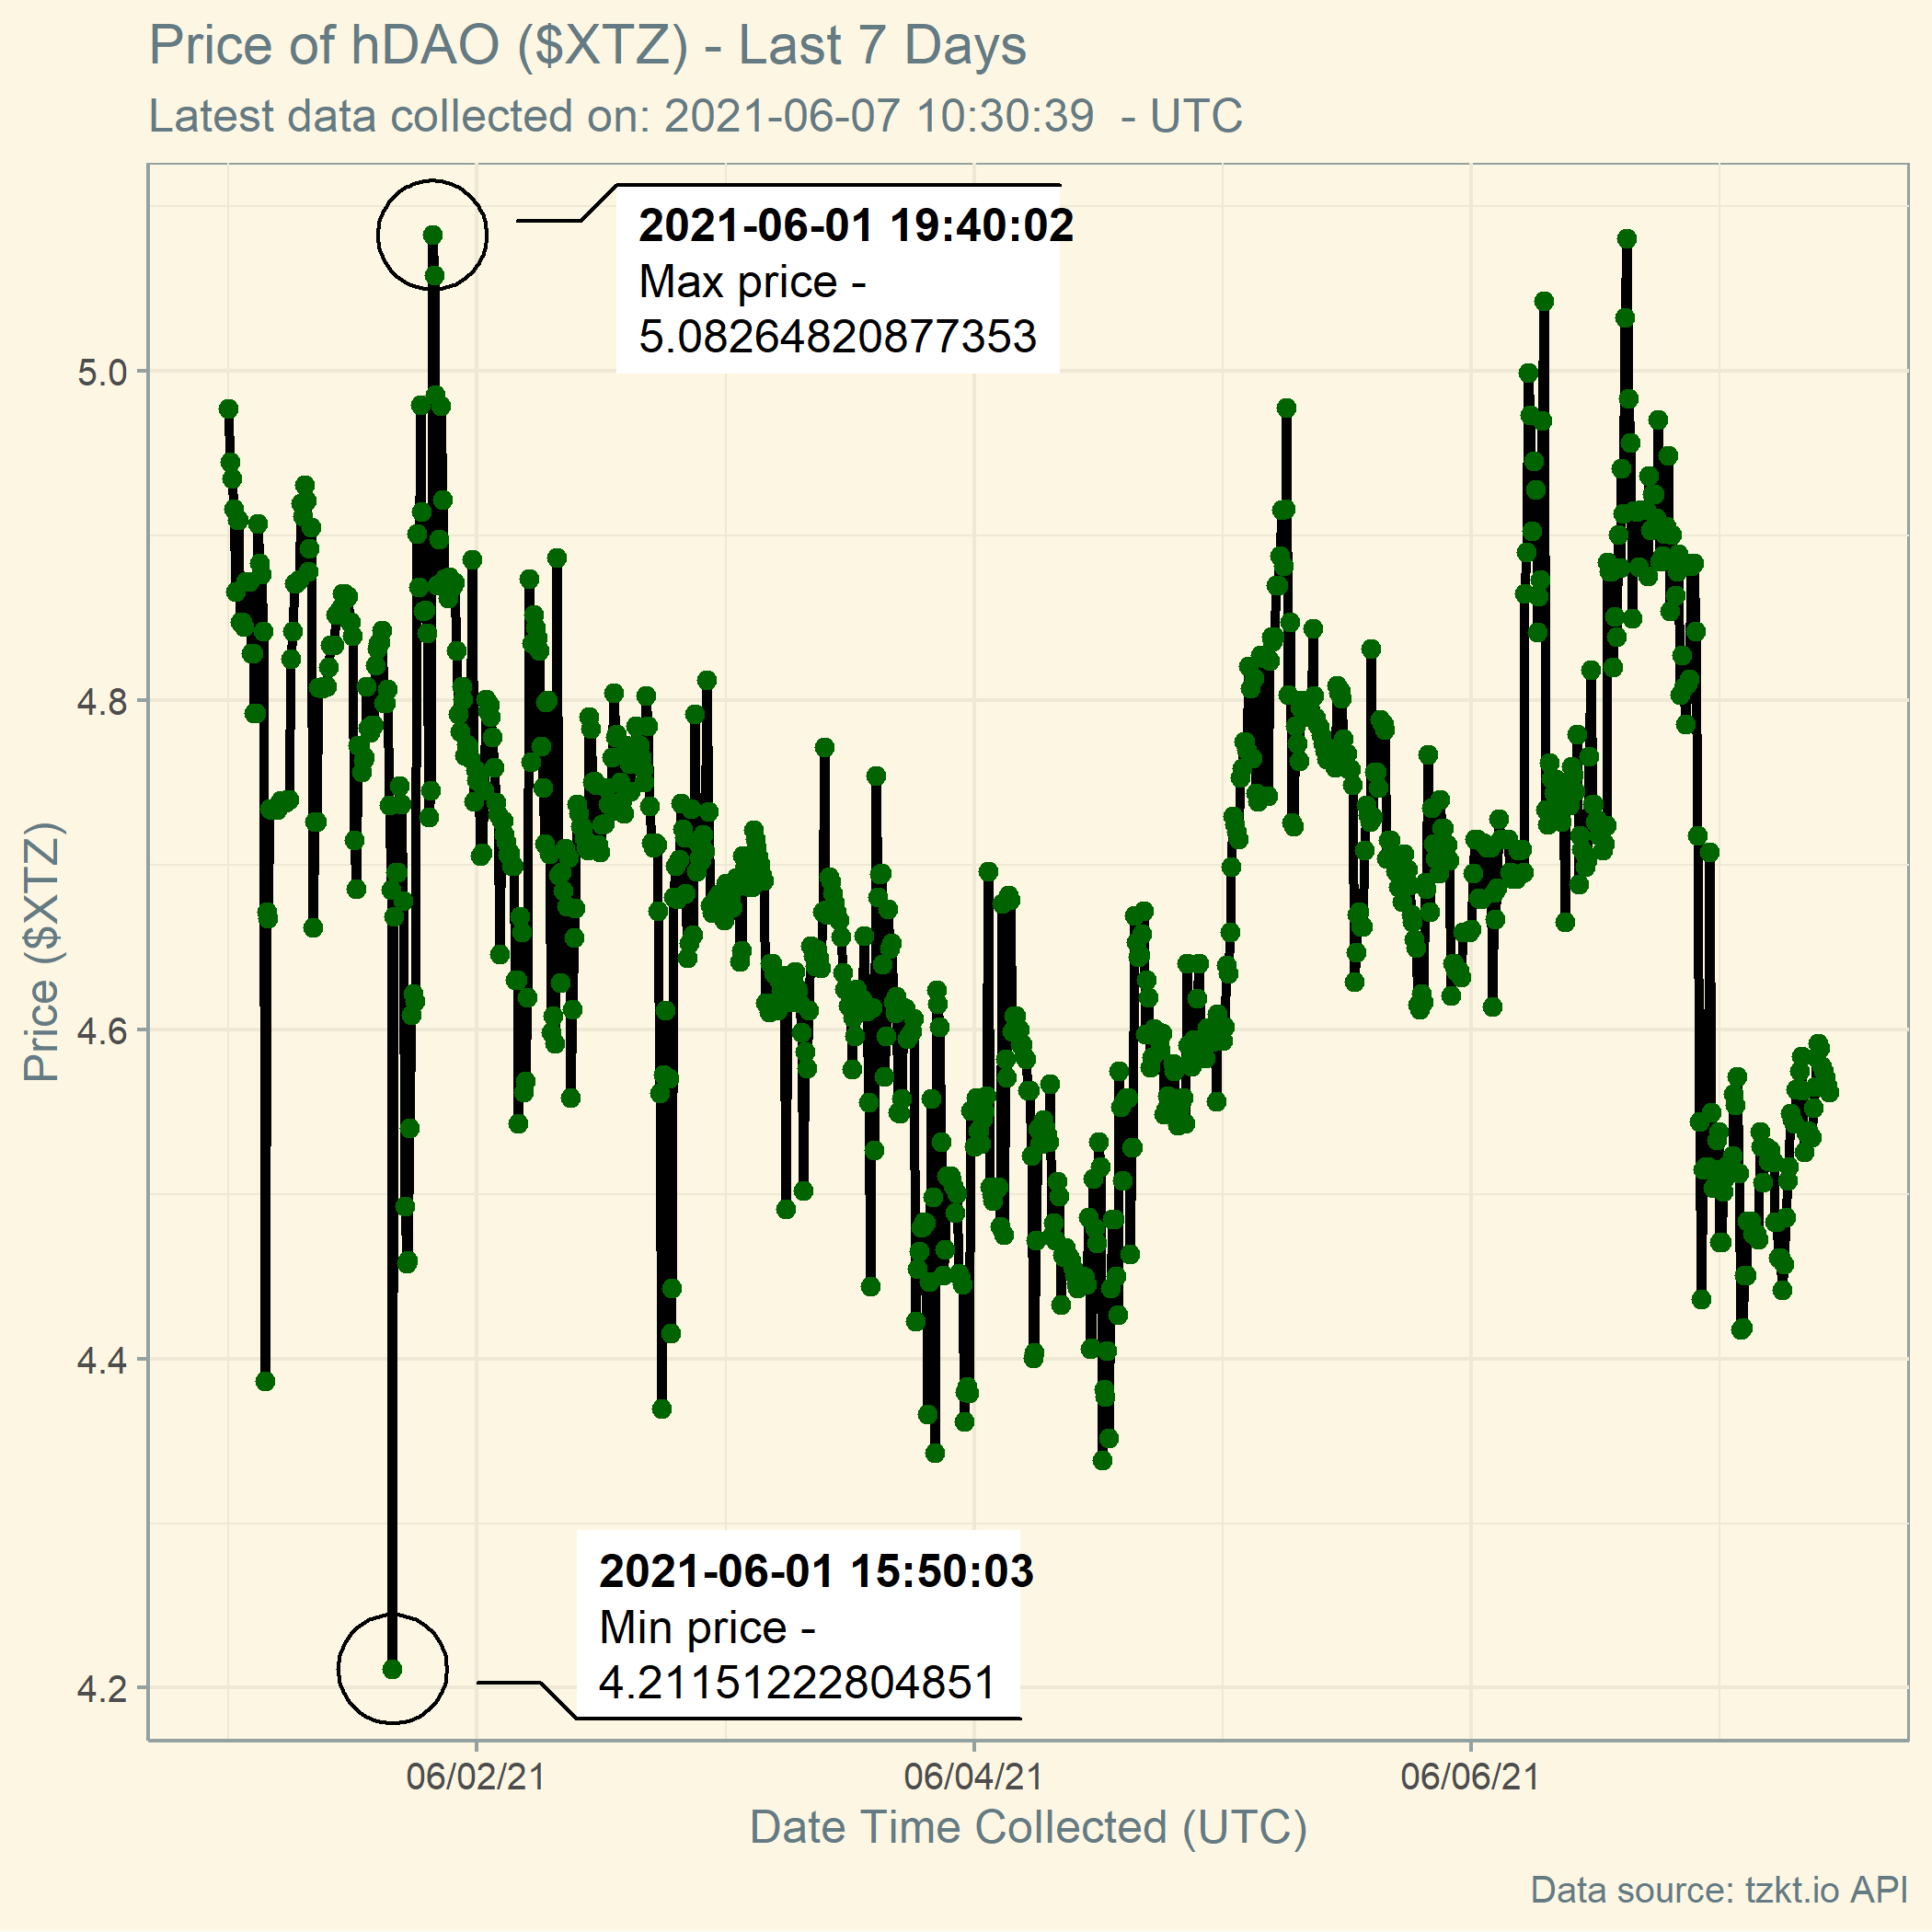 Price of hDAO ($XTZ) - Last 7 Days
Latest data collected on: 2021-06-07 10:30:39  - UTC
2021-06-01 19:40:02
Max price -
5.08264820877353
5.0
4.8
4.6
4.4
4.2
Price ($XTZ)
2021-06-01 15:50:03
Min price -
4.21151222804851
06/02/21
06/04/21
06/06/21
Date Time Collected (UTC)
Data source: tzkt.io API